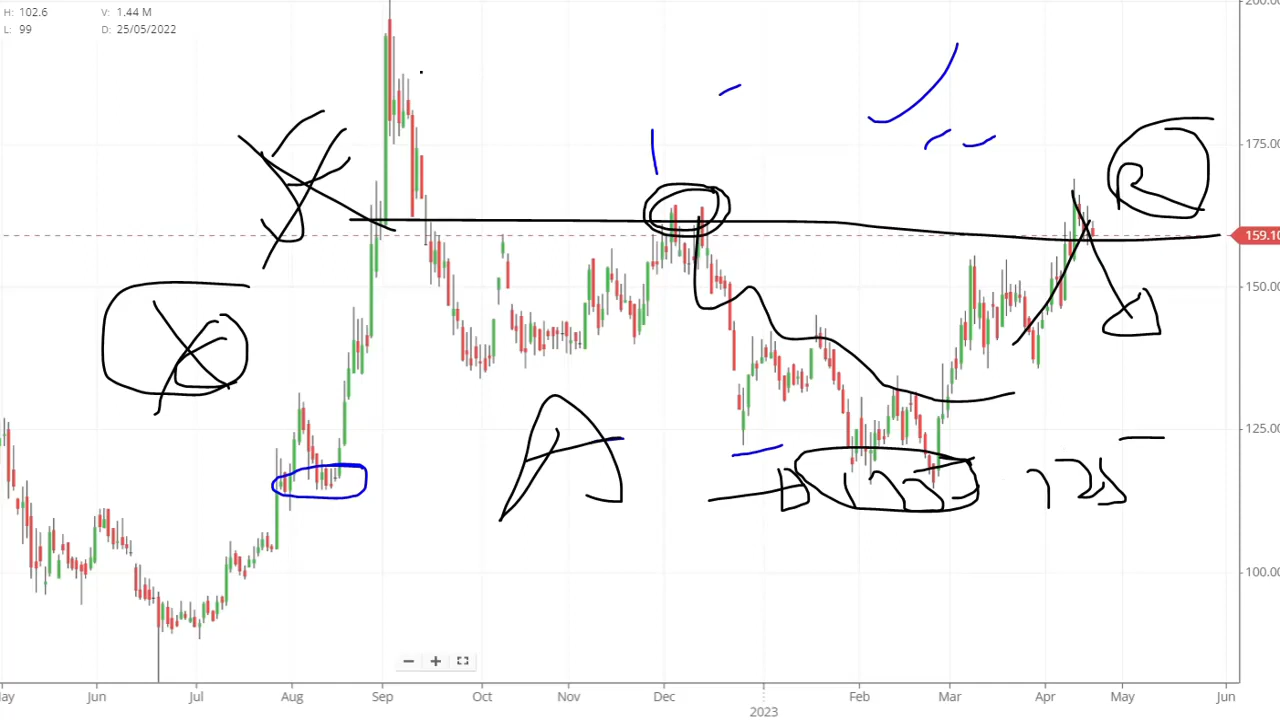 H: 102.6 V: 1.44 M
L: 99 D: 25/05/2022
200.00
175.00
R
159.10
150.00
125.00
100.00
Jun Jul Aug Sep Oct Nov Dec Feb Mar Apr May Jun
2023